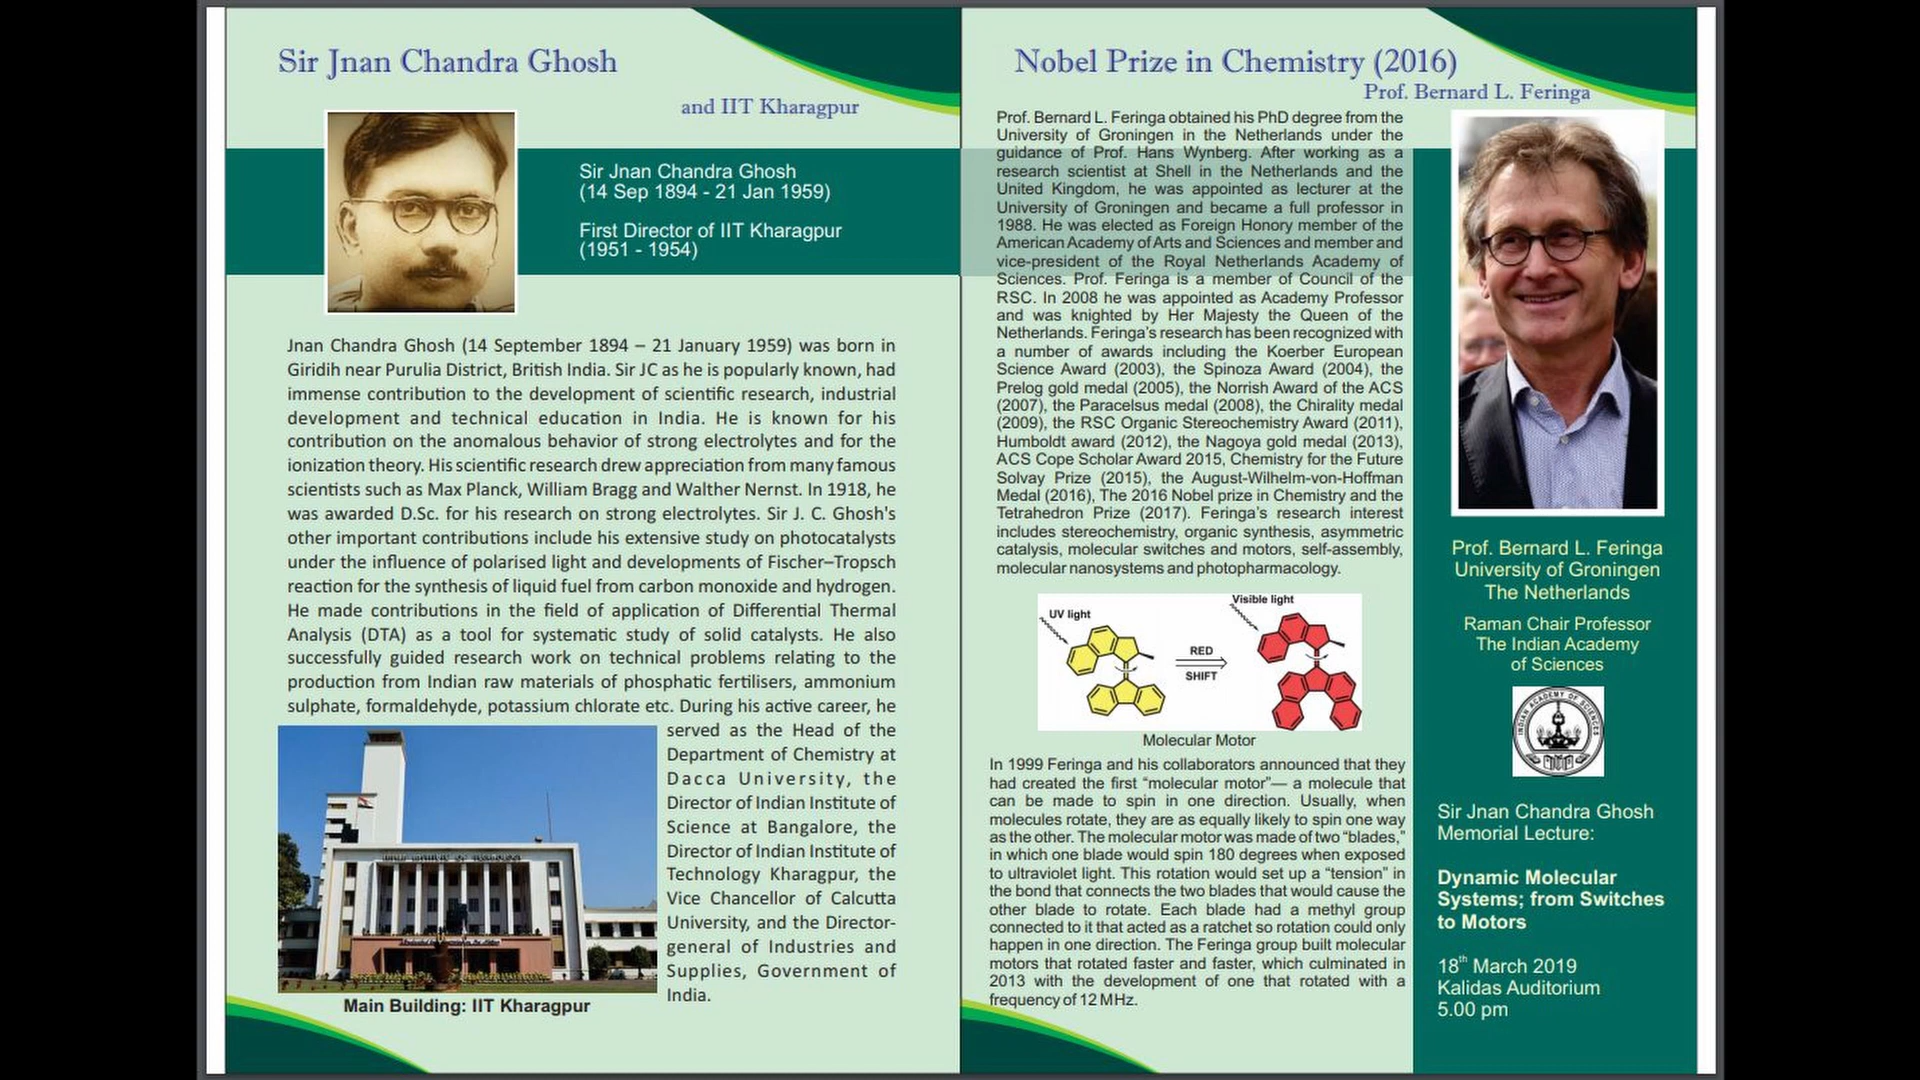 Sir Jnan Chandra Ghosh
and IIT Kharagpur
Sir Jnan Chandra Ghosh
(14 Sep 1894 - 21 Jan 1959)
First Director of IIT Kharagpur
(1951 - 1954)
Jnan Chandra Ghosh (14 September 1894 – 21 January 1959) was born in
Giridih near Purulia District, British India. Sir JC as he is popularly known, had
immense contribution to the development of scientific research, industrial
development and technical education in India. He is known for his
contribution on the anomalous behavior of strong electrolytes and for the
ionization theory. His scientific research drew appreciation from many famous
scientists such as Max Planck, William Bragg and Walther Nernst. In 1918, he
was awarded D.Sc. for his research on strong electrolytes. Sir J. C. Ghosh's
other important contributions include his extensive study on photocatalysts
under the influence of polarised light and developments of Fischer–Tropsch
reaction for the synthesis of liquid fuel from carbon monoxide and hydrogen.
He made contributions in the field of application of Differential Thermal
Analysis (DTA) as a tool for systematic study of solid catalysts. He also
successfully guided research work on technical problems relating to the
production from Indian raw materials of phosphatic fertilisers, ammonium
sulphate, formaldehyde, potassium chlorate etc. During his active career, he
served as the Head of the
Department of Chemistry at
Dacca University, the
Director of Indian Institute of
Science at Bangalore, the
Director of Indian Institute of
Technology Kharagpur, the
Vice Chancellor of Calcutta
University, and the Director-
general of Industries and
Supplies, Government of
India.
Main Building: IIT Kharagpur
Nobel Prize in Chemistry (2016)
Prof. Bernard L. Feringa
Prof. Bernard L. Feringa obtained his PhD degree from the
University of Groningen in the Netherlands under the
guidance of Prof. Hans Wynberg. After working as a
research scientist at Shell in the Netherlands and the
United Kingdom, he was appointed as lecturer at the
University of Groningen and became a full professor in
1988. He was elected as Foreign Honory member of the
American Academy of Arts and Sciences and member and
vice-president of the Royal Netherlands Academy of
Sciences. Prof. Feringa is a member of Council of the
RSC. In 2008 he was appointed as Academy Professor
and was knighted by Her Majesty the Queen of the
Netherlands. Feringa's research has been recognized with
a number of awards including the Koerber European
Science Award (2003), the Spinoza Award (2004), the
Prelog gold medal (2005), the Norrish Award of the ACS
(2007), the Paracelsus medal (2008), the Chirality medal
(2009), the RSC Organic Stereochemistry Award (2011),
Humboldt award (2012), the Nagoya gold medal (2013),
ACS Cope Scholar Award 2015, Chemistry for the Future
Solvay Prize (2015), the August-Wilhelm-von-Hoffman
Medal (2016), The 2016 Nobel prize in Chemistry and the
Tetrahedron Prize (2017). Feringa's research interest
includes stereochemistry, organic synthesis, asymmetric
catalysis, molecular switches and motors, self-assembly,
molecular nanosystems and photopharmacology.
UV light
Visible light
RED
SHIFT
Molecular Motor
In 1999 Feringa and his collaborators announced that they
had created the first “molecular motor”— a molecule that
can be made to spin in one direction. Usually, when
molecules rotate, they are as equally likely to spin one way
as the other. The molecular motor was made of two “blades,”
in which one blade would spin 180 degrees when exposed
to ultraviolet light. This rotation would set up a “tension” in
the bond that connects the two blades that would cause the
other blade to rotate. Each blade had a methyl group
connected to it that acted as a ratchet so rotation could only
happen in one direction. The Feringa group built molecular
motors that rotated faster and faster, which culminated in
2013 with the development of one that rotated with a
frequency of 12 MHz.
Prof. Bernard L. Feringa
University of Groningen
The Netherlands
Raman Chair Professor
The Indian Academy
of Sciences
INDIAN ACADEMY OF SCIENCES
Sir Jnan Chandra Ghosh
Memorial Lecture:
Dynamic Molecular
Systems; from Switches
to Motors
18th March 2019
Kalidas Auditorium
5.00 pm